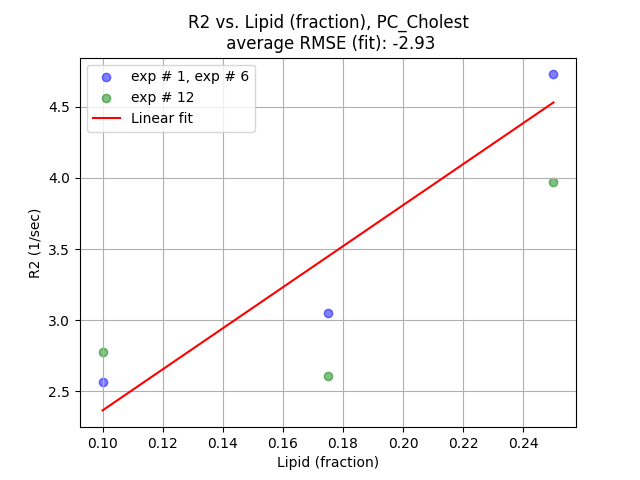 R2 vs. Lipid (fraction), PC_Cholest
average RMSE (fit): -2.93
exp # 1, exp # 6
exp # 12
Linear fit
4.5
4.0
3.5
3.0
2.5
R2 (1/sec)
0.10 0.12 0.14 0.16 0.18 0.20 0.22 0.24
Lipid (fraction)